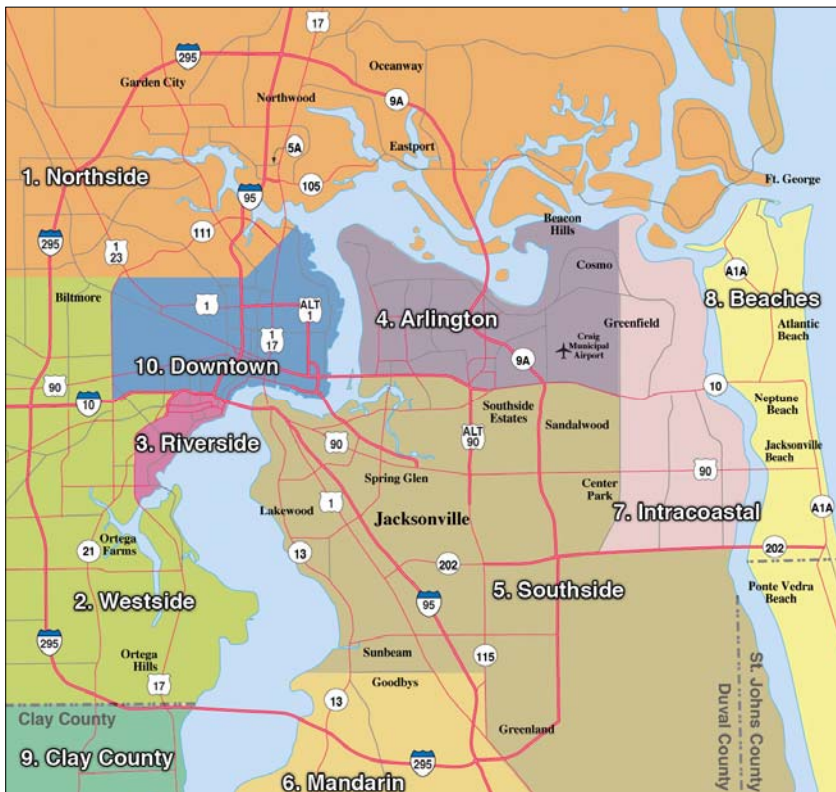 17
295
Garden City
Oceanway
Northwood
9A
5A
Eastport
1. Northside
95
105
Ft. George
295
1
23
111
Beacon
Hills
Cosmo
A1A
Biltmore
1
ALT
1
8. Beaches
4. Arlington
Greenfield
1
17
Craig
Municipal
Airport
Atlantic
Beach
9A
10. Downtown
90
10
10
Neptune
Beach
Southside
Estates
3. Riverside
90
ALT
90
Sandalwood
Jacksonville
Beach
Spring Glen
Center
Park
90
Lakewood
1
Jacksonville
7. Intracoastal
A1A
Ortega
Farms
21
13
202
202
2. Westside
95
5. Southside
Ponte Vedra
Beach
295
Ortega
Hills
17
Sunbeam
115
Goodbys
13
Clay County
Greenland
Duval County
St. Johns County
9. Clay County
295
6. Mandarin